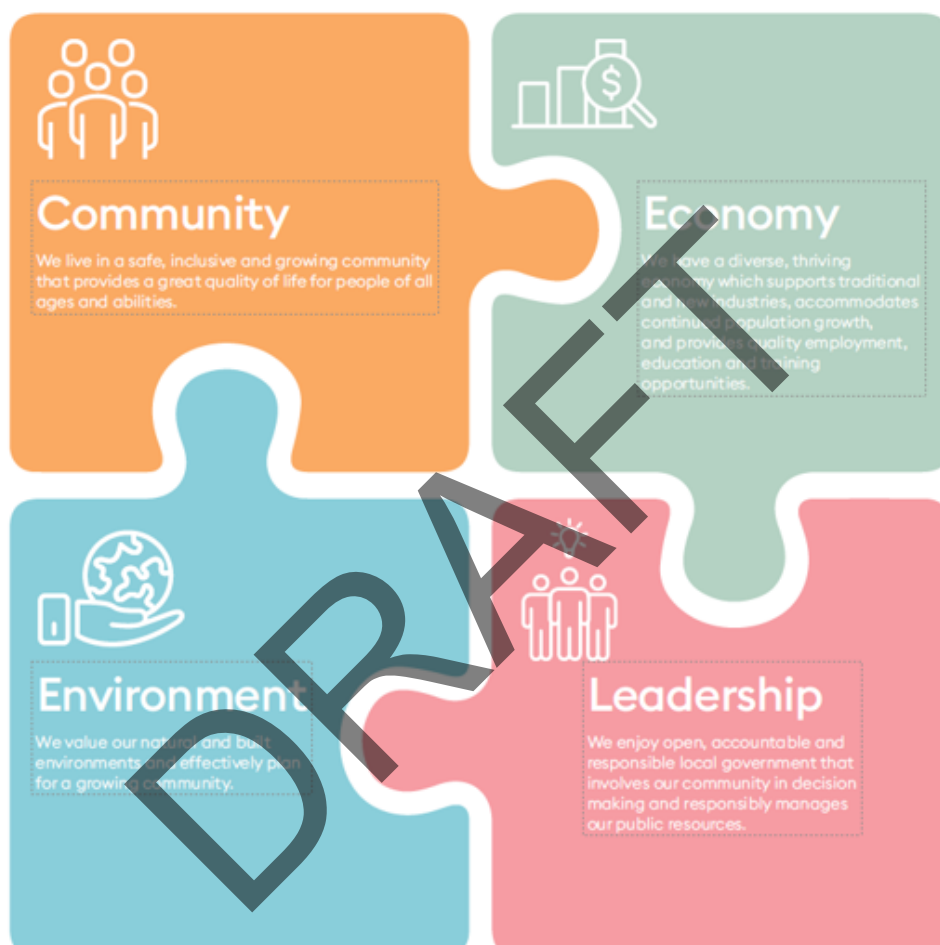 Community
We live in a safe, inclusive and growing community
that provides a great quality of life for people of all
ages and abilities.
$
Economy
We have a diverse, thriving
economy which supports traditional
and new industries, accommodates
continued population growth,
and provides quality employment,
education and training
opportunities.
Environment
We value our natural and built
environments and effectively plan
for a growing community.
Leadership
We enjoy open, accountable and
responsible local government that
involves our community in decision
making and responsibly manages
our public resources.
DRAFT